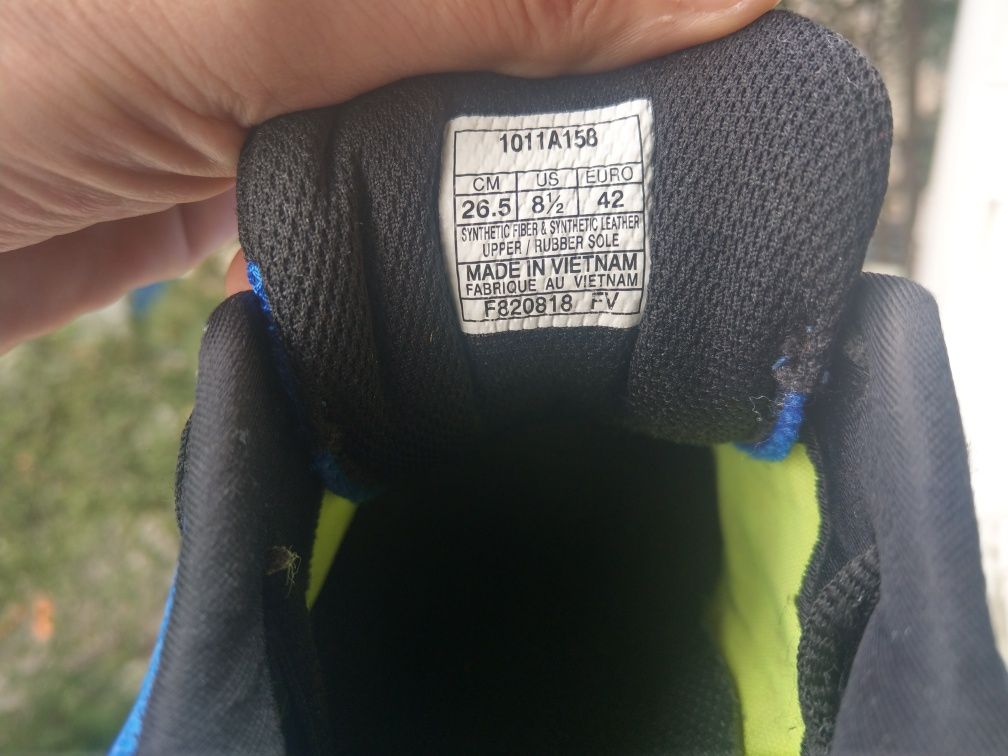 1011A158
CM US EURO
26.5 8½ 42
SYNTHETIC FIBER & SYNTHETIC LEATHER
UPPER / RUBBER SOLE
MADE IN VIETNAM
FABRIQUE AU VIETNAM
F820818 FV